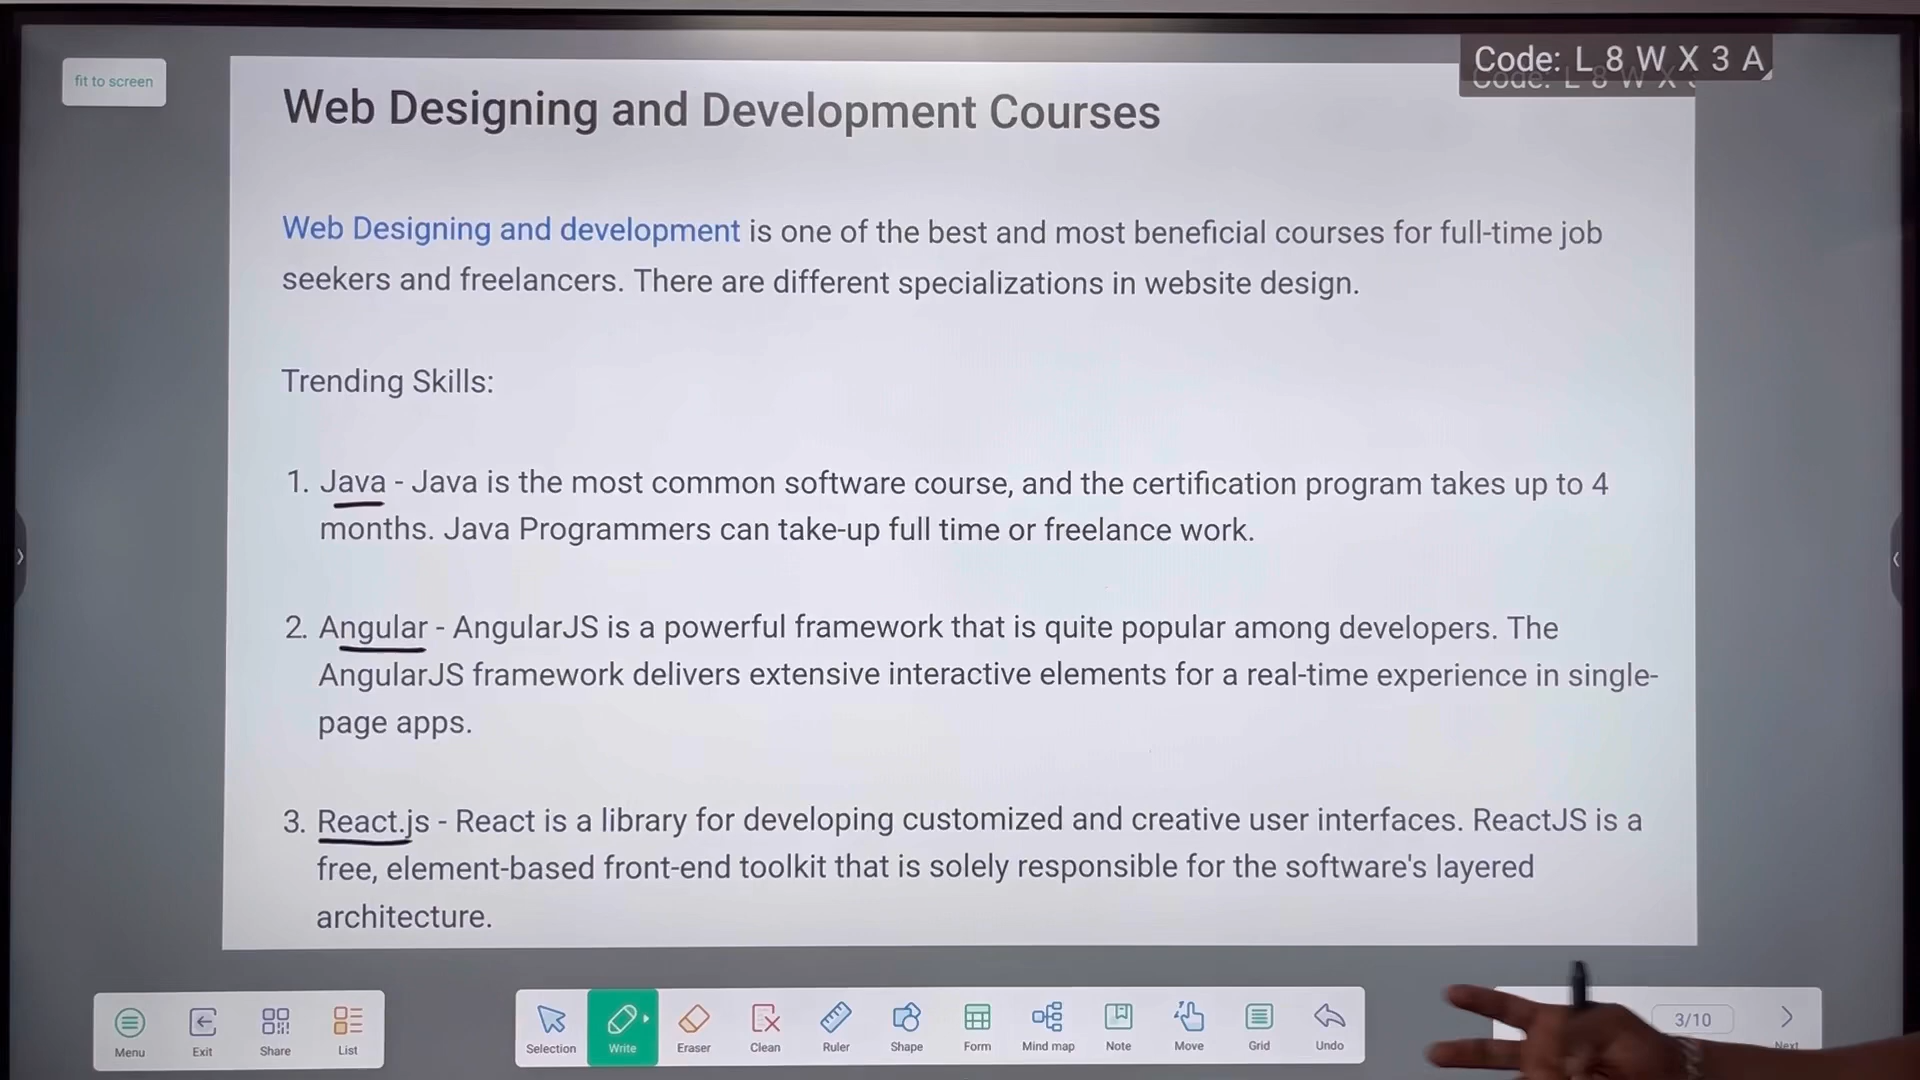 fit to screen
Code: L 8 W X 3 A
Code: L 8 W X
Web Designing and Development Courses
Web Designing and development is one of the best and most beneficial courses for full-time job
seekers and freelancers. There are different specializations in website design.
Trending Skills:
1. Java - Java is the most common software course, and the certification program takes up to 4
months. Java Programmers can take-up full time or freelance work.
2. Angular - AngularJS is a powerful framework that is quite popular among developers. The
AngularJS framework delivers extensive interactive elements for a real-time experience in single-
page apps.
3. React.js - React is a library for developing customized and creative user interfaces. ReactJS is a
free, element-based front-end toolkit that is solely responsible for the software's layered
architecture.
Menu Exit Share List
Selection Write Eraser Clean Ruler Shape Form Mind map Note Move Grid Undo
3/10
Next